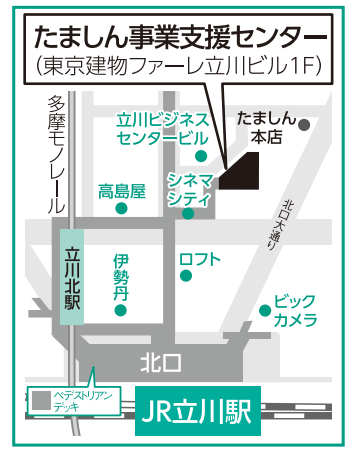 たましん事業支援センター
(東京建物ファーレ立川ビル1F)
多摩モノレール
立川ビジネス
センタービル
たましん
本店
シネマ
シティ
高島屋
北口大通り
立川北駅
伊勢丹
ロフト
ビック
カメラ
北口
ペデストリアン
デッキ
JR立川駅